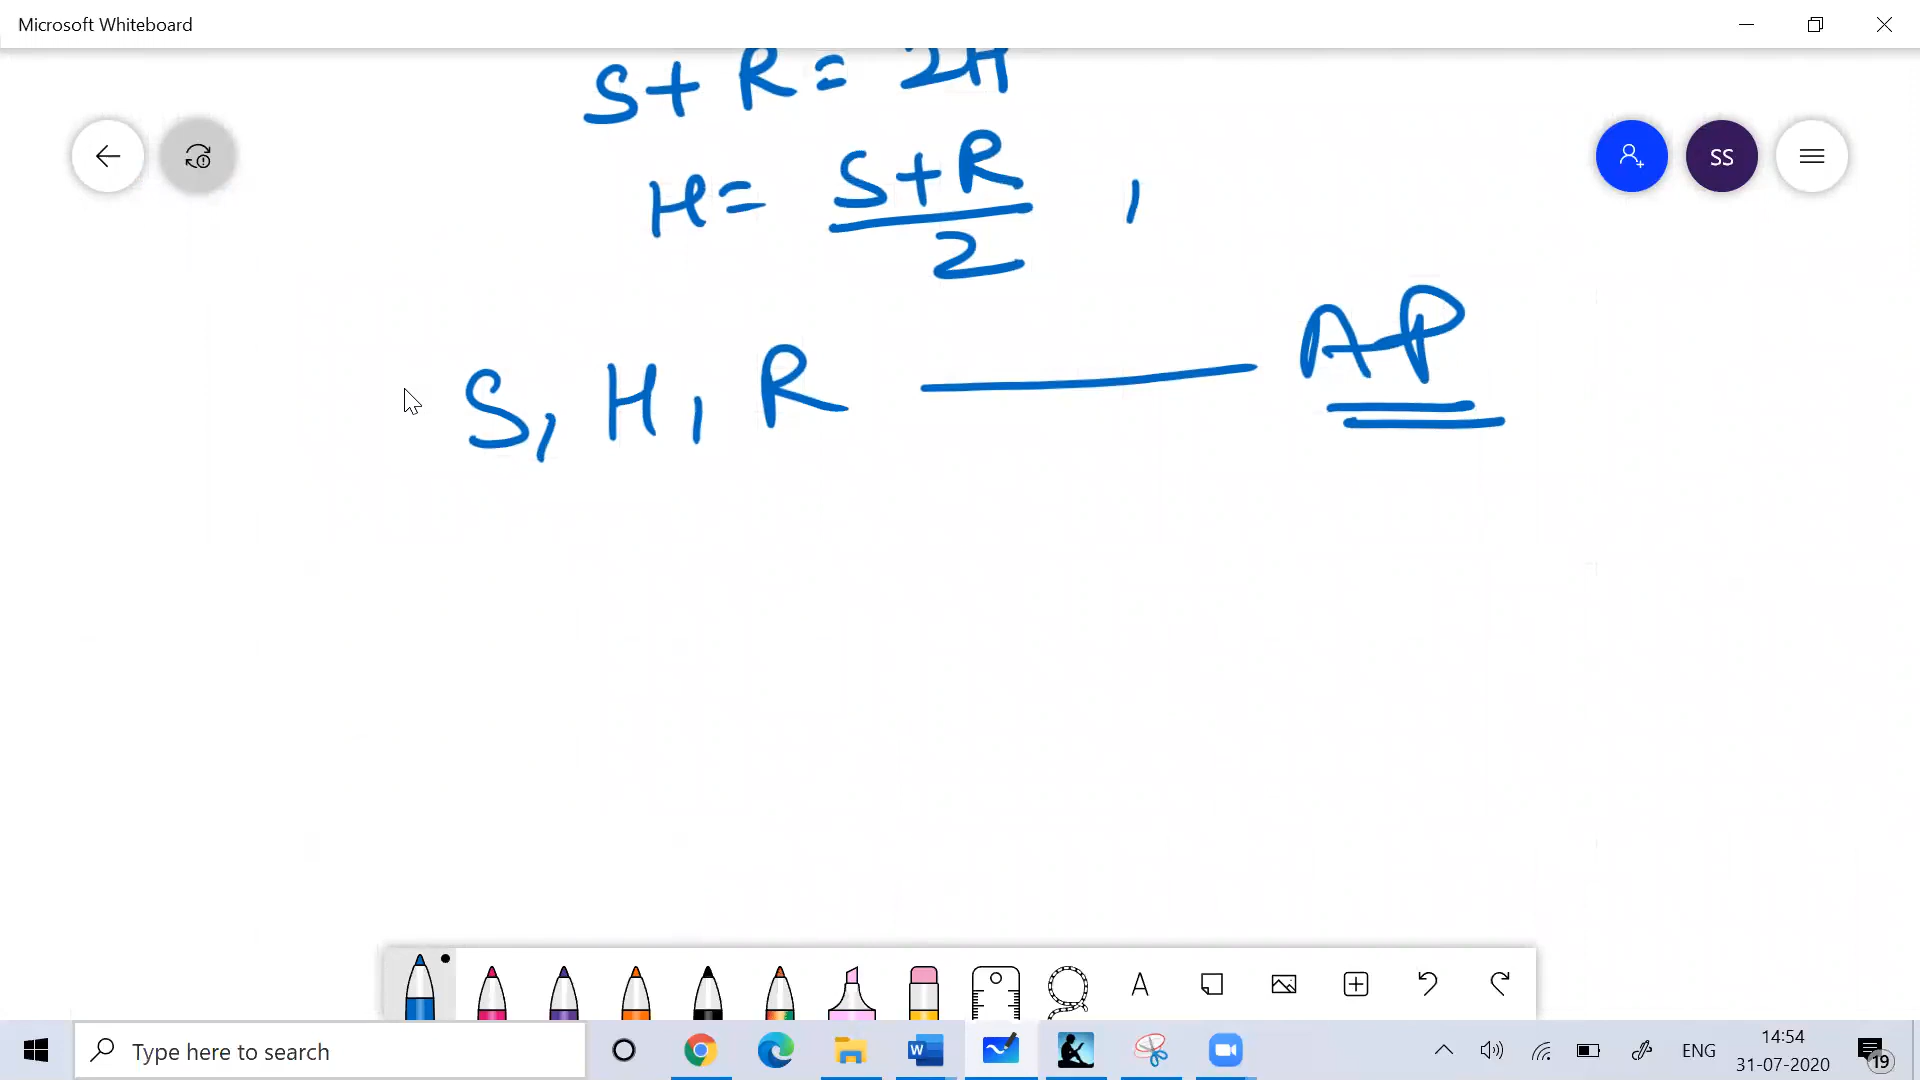 Microsoft Whiteboard
S+ R = 2H
H = S+R
2
,
SS
S, H, R — AP
A
Type here to search
ENG
14:54
31-07-2020
19